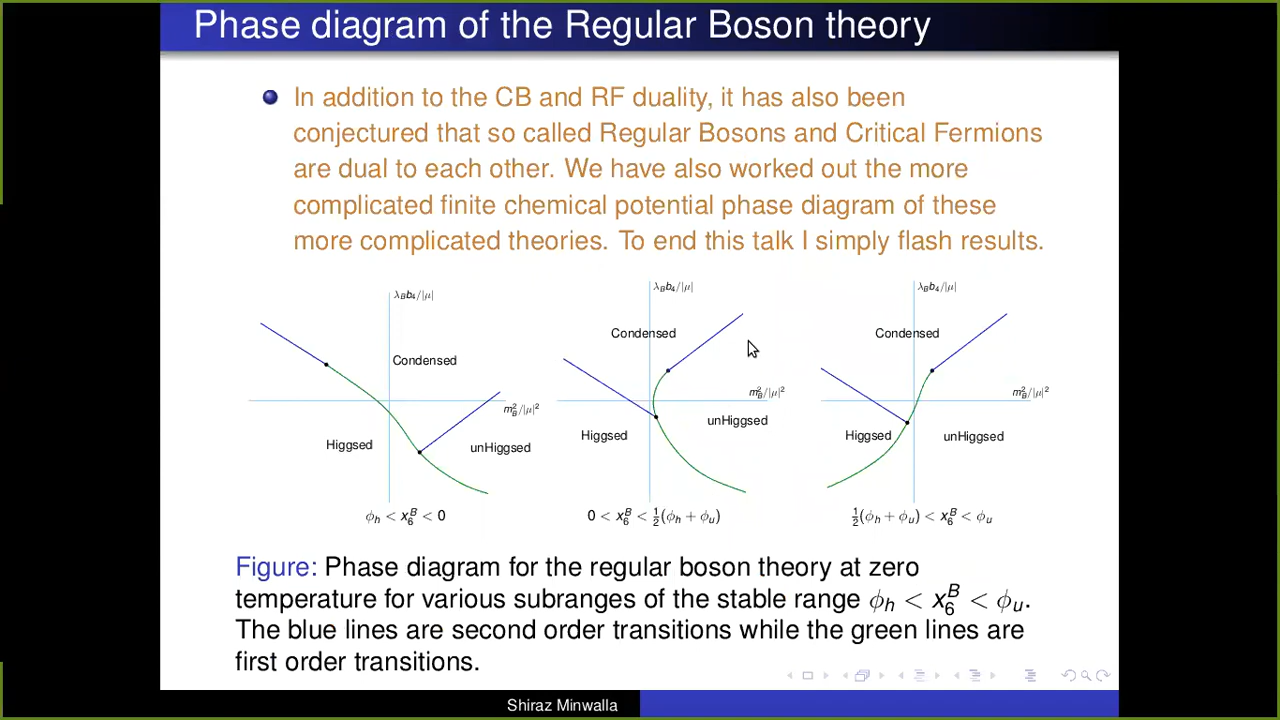 Phase diagram of the Regular Boson theory
In addition to the CB and RF duality, it has also been
conjectured that so called Regular Bosons and Critical Fermions
are dual to each other. We have also worked out the more
complicated finite chemical potential phase diagram of these
more complicated theories. To end this talk I simply flash results.
λ_B b_4/|μ|
Condensed
m_B^2/|μ|^2
Higgsed
unHiggsed
ϕ_h < x_6^B < 0
λ_B b_4/|μ|
Condensed
m_B^2/|μ|^2
Higgsed
unHiggsed
0 < x_6^B < 1/2(ϕ_h + ϕ_u)
λ_B b_4/|μ|
Condensed
m_B^2/|μ|^2
Higgsed
unHiggsed
1/2(ϕ_h + ϕ_u) < x_6^B < ϕ_u
Figure: Phase diagram for the regular boson theory at zero
temperature for various subranges of the stable range ϕ_h < x_6^B < ϕ_u.
The blue lines are second order transitions while the green lines are
first order transitions.
Shiraz Minwalla